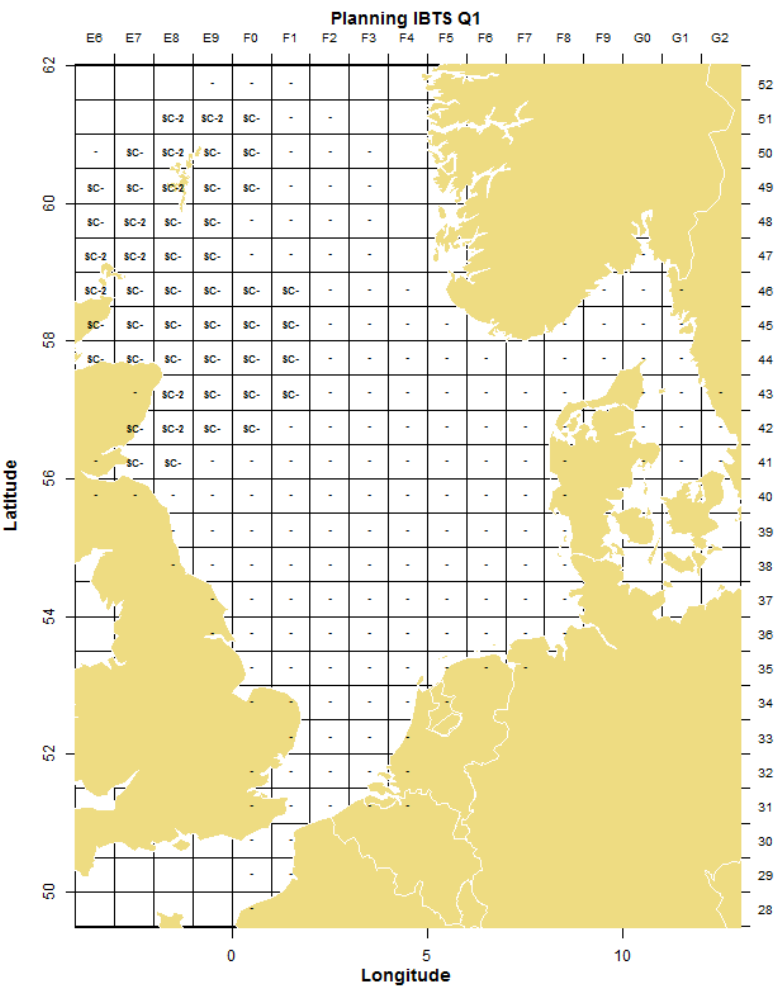 Planning IBTS Q1
E6 E7 E8 E9 F0 F1 F2 F3 F4 F5 F6 F7 F8 F9 G0 G1 G2
62
- - - 52
$C-2 $C-2 $C- - - 51
- $C- $C-2 $C- $C- - - - 50
$C- $C- $C-2 $C- $C- - - - 49
60
$C- $C-2 $C- $C- - - - - 48
$C-2 $C-2 $C- $C- - - - - - 47
$C-2 $C- $C- $C- $C- $C- - - - - - - - 46
$C- $C- $C- $C- $C- $C- - - - - - - - - - 45
58
$C- $C- $C- $C- $C- $C- - - - - - - - - - - 44
- $C-2 $C- $C- $C- - - - - - - - - - - 43
$C- $C-2 $C- $C- - - - - - - - - - - 42
- $C- $C- - - - - - - - - - - - - 41
56
- - - - - - - - - - - - - 40
- - - - - - - - - - - 39
- - - - - - - - - - - 38
- - - - - - - - - - 37
54
- - - - - - - - - - 36
- - - - - - - - 35
- - - - - - 34
- - - - 33
52
- - - - - 32
- - - - - 31
- - 30
- - 29
50
- 28
0 5 10
Longitude
Latitude